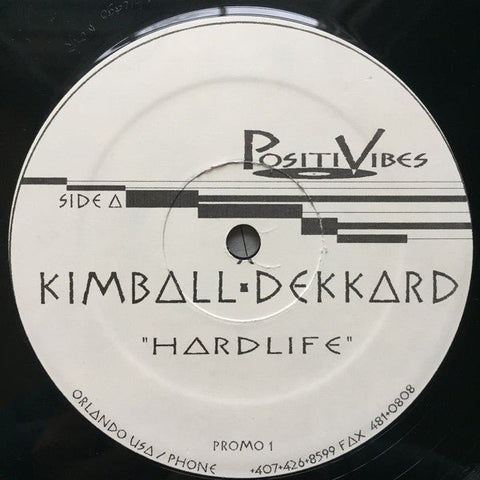 PositiVibes
SIDE A
KIMBALL · DEKKARD
"HARDLIFE"
PROMO 1
ORLANDO USA / PHONE +407+426+8599 FAX 481+0808